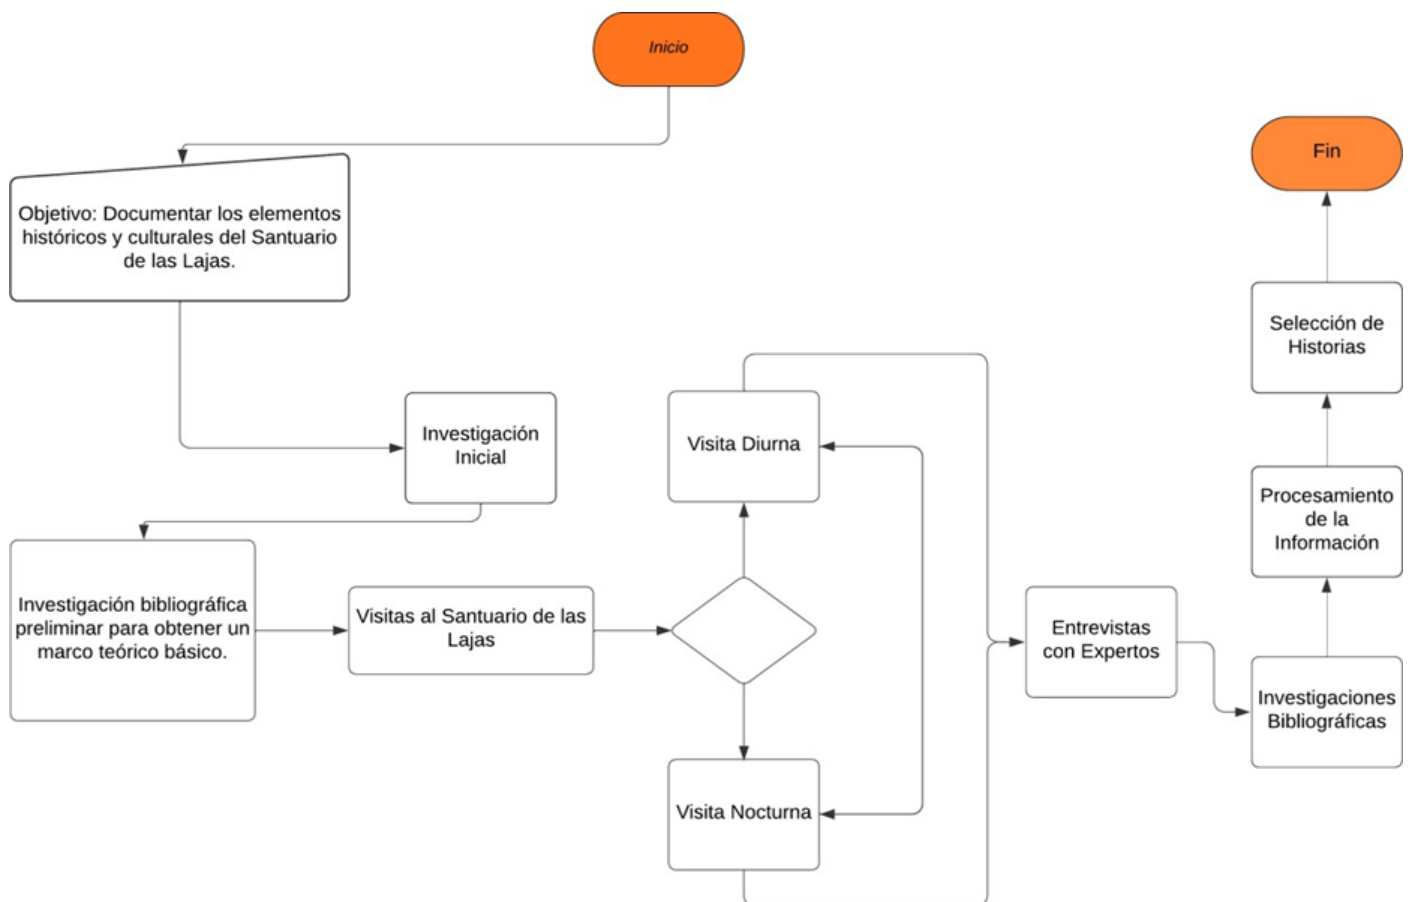 Inicio
Objetivo: Documentar los elementos
históricos y culturales del Santuario
de las Lajas.
Investigación
Inicial
Investigación bibliográfica
preliminar para obtener un
marco teórico básico.
Visitas al Santuario de las
Lajas
Visita Diurna
Visita Nocturna
Entrevistas
con Expertos
Investigaciones
Bibliográficas
Procesamiento
de la
Información
Selección de
Historias
Fin